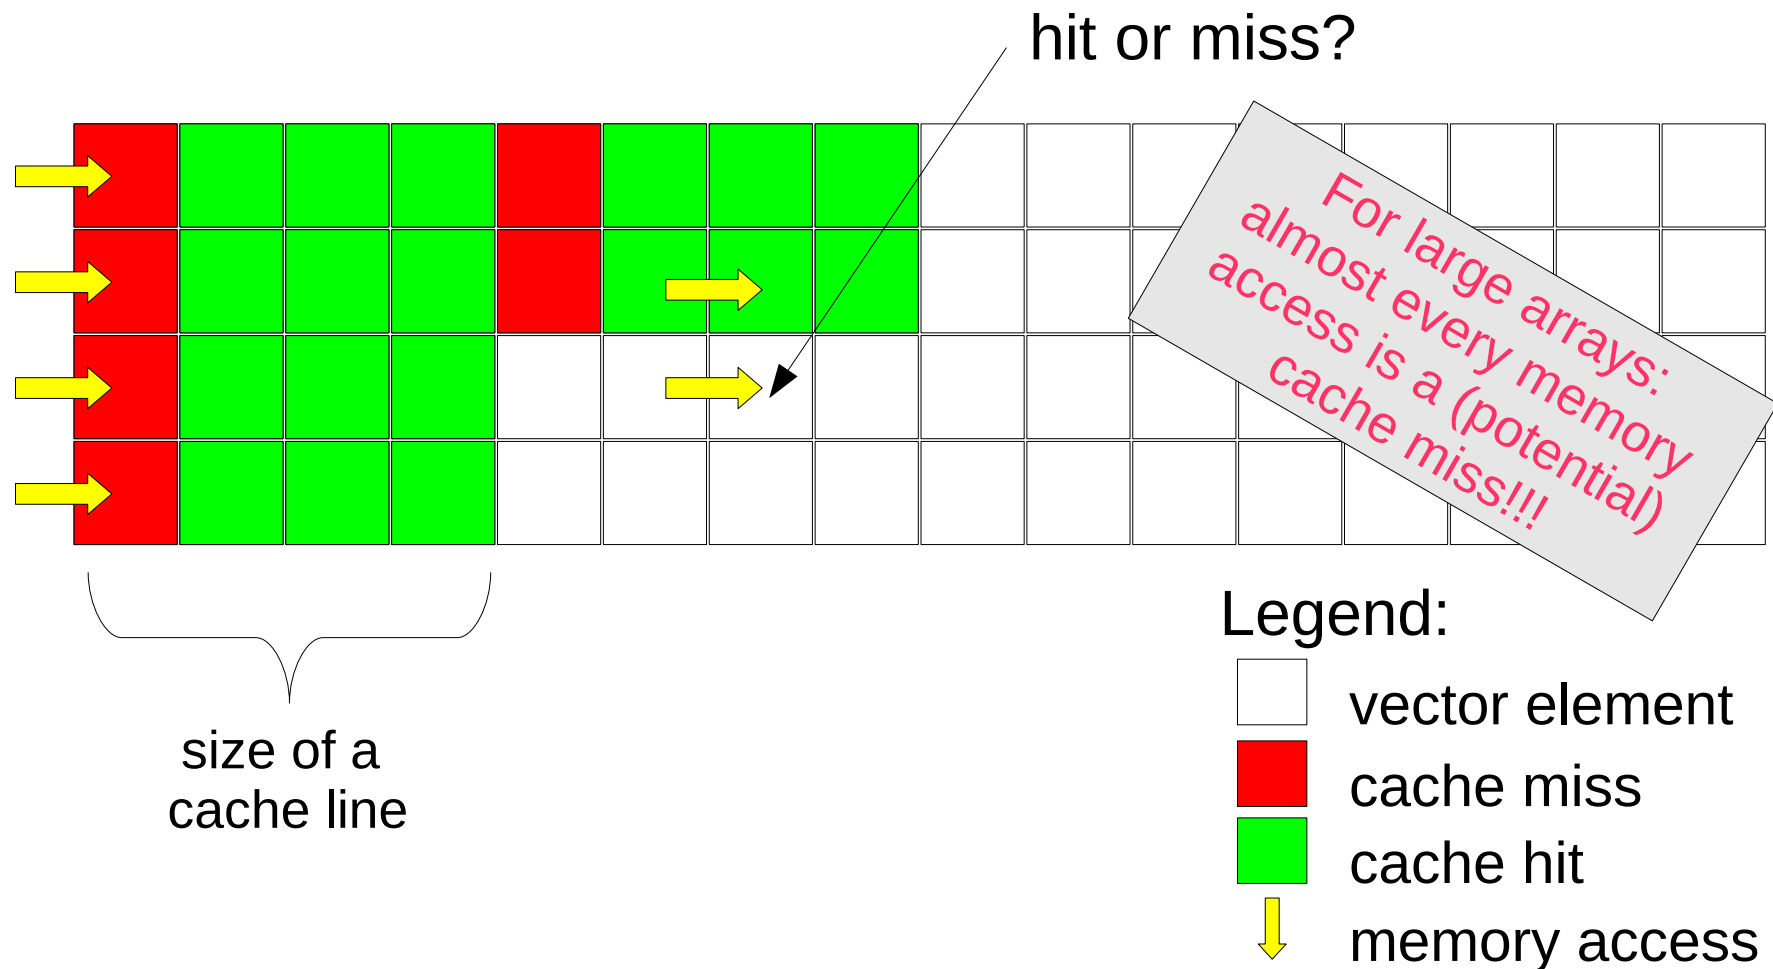 hit or miss?
For large arrays:
almost every memory
access is a (potential)
cache miss!!!
size of a
cache line
Legend:
vector element
cache miss
cache hit
memory access